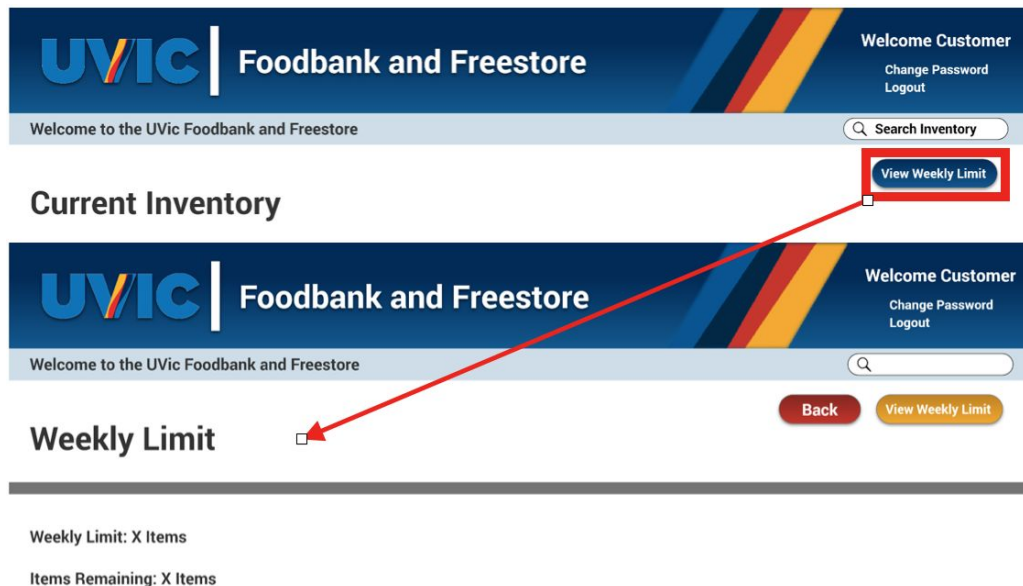 UVIC Foodbank and Freestore
Welcome Customer
Change Password
Logout
Welcome to the UVic Foodbank and Freestore
Search Inventory
View Weekly Limit
Current Inventory
UVIC Foodbank and Freestore
Welcome Customer
Change Password
Logout
Welcome to the UVic Foodbank and Freestore
Back
View Weekly Limit
Weekly Limit
Weekly Limit: X Items
Items Remaining: X Items